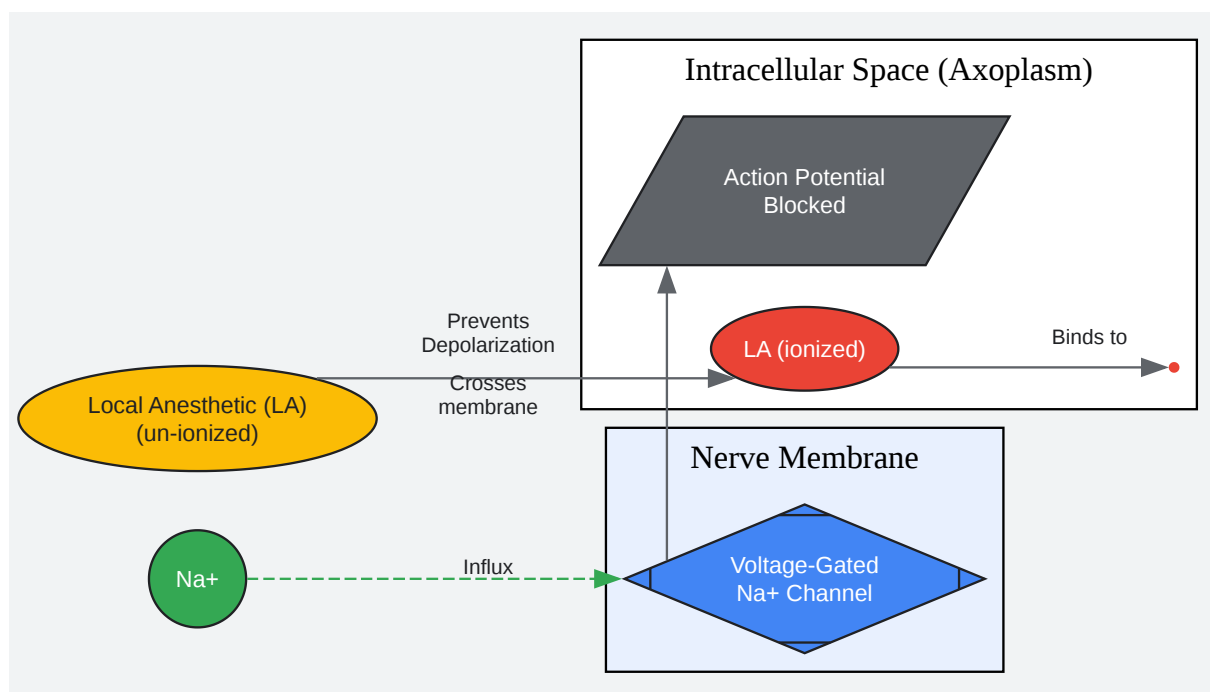 Intracellular Space (Axoplasm)
Action Potential
Blocked
Prevents
Depolarization
LA (ionized)
Binds to
Crosses
membrane
Local Anesthetic (LA)
(un-ionized)
Nerve Membrane
Na+
Influx
Voltage-Gated
Na+ Channel